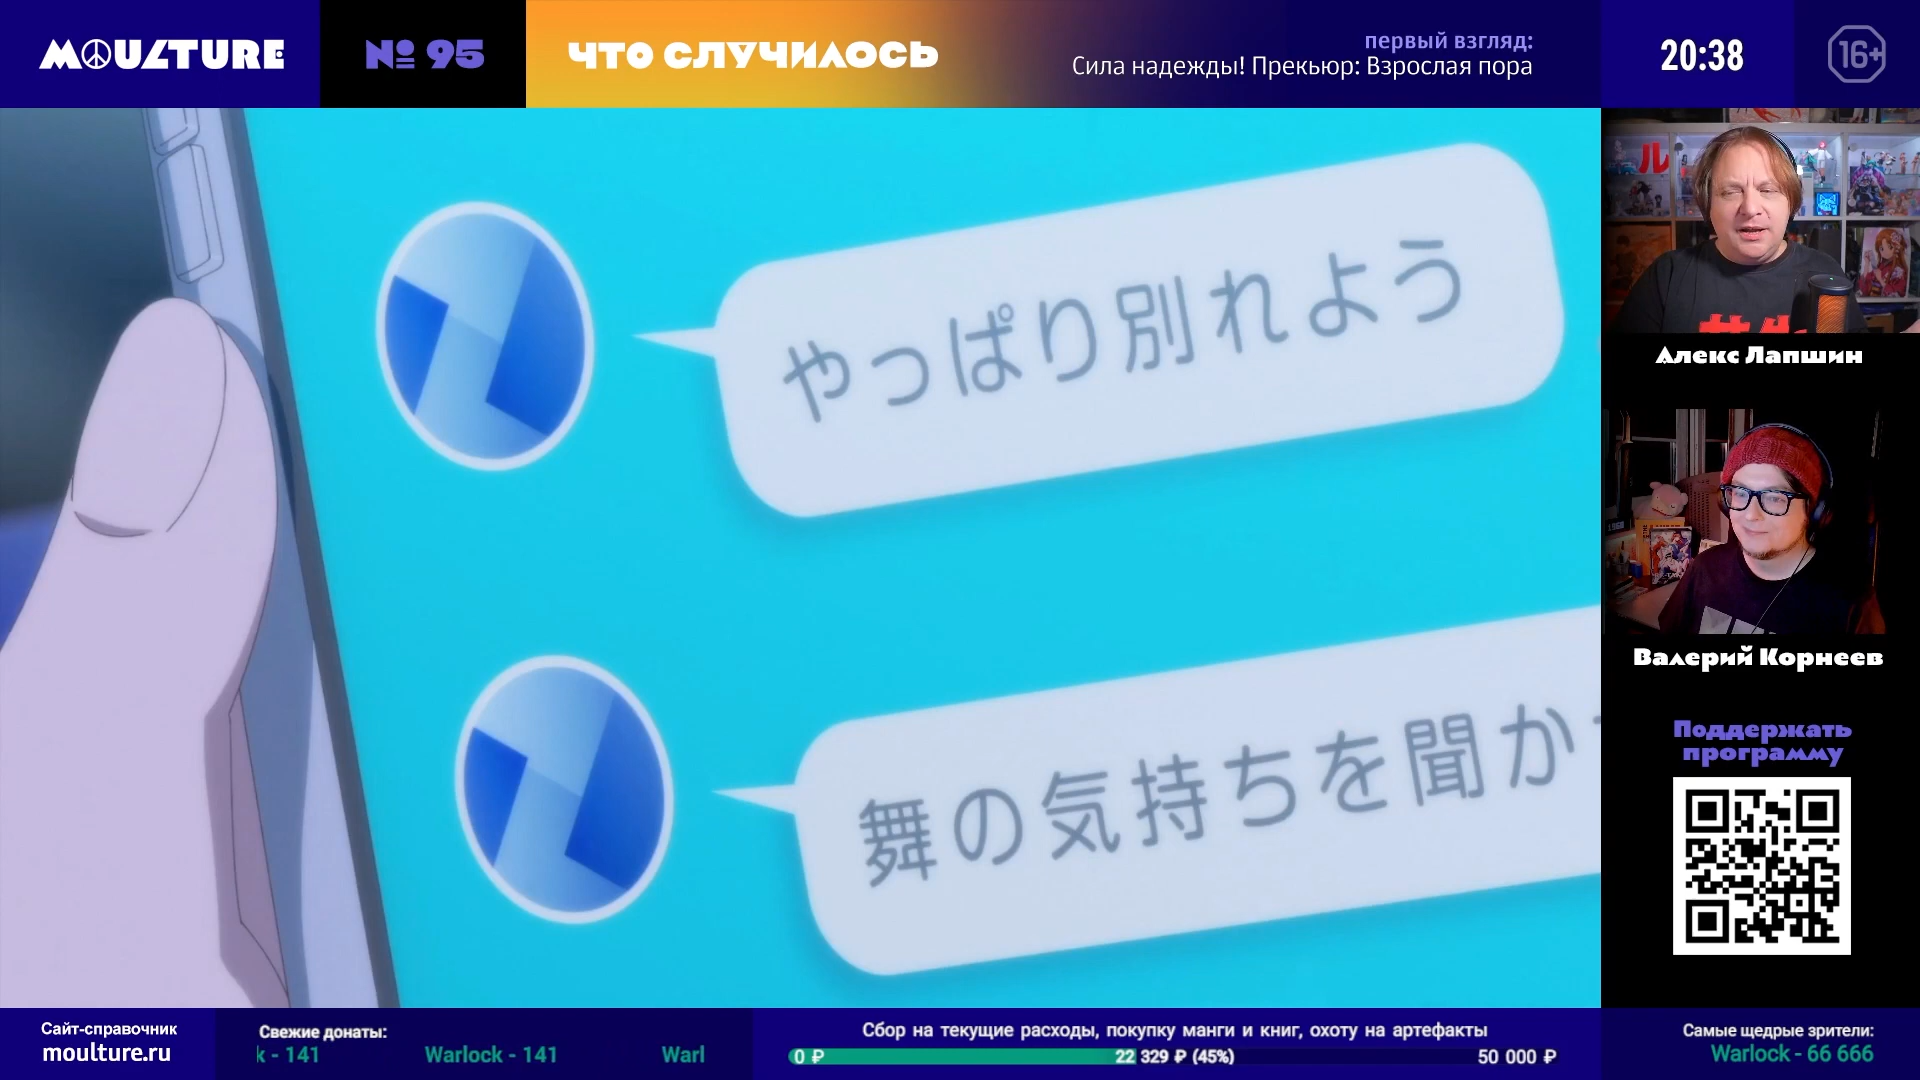 MOULTURE
№ 95
ЧТО СЛУЧИЛОСЬ
первый взгляд:
Сила надежды! Прекьюр: Взрослая пора
20:38
16+
やっぱり別れよう
舞の気持ちを聞か
Алекс Лапшин
Валерий Корнеев
Поддержать
программу
Сайт-справочник
moulture.ru
Свежие донаты:
k - 141 Warlock - 141 Warl
Сбор на текущие расходы, покупку манги и книг, охоту на артефакты
0 ₽ 22 329 ₽ (45%) 50 000 ₽
Самые щедрые зрители:
Warlock - 66 666